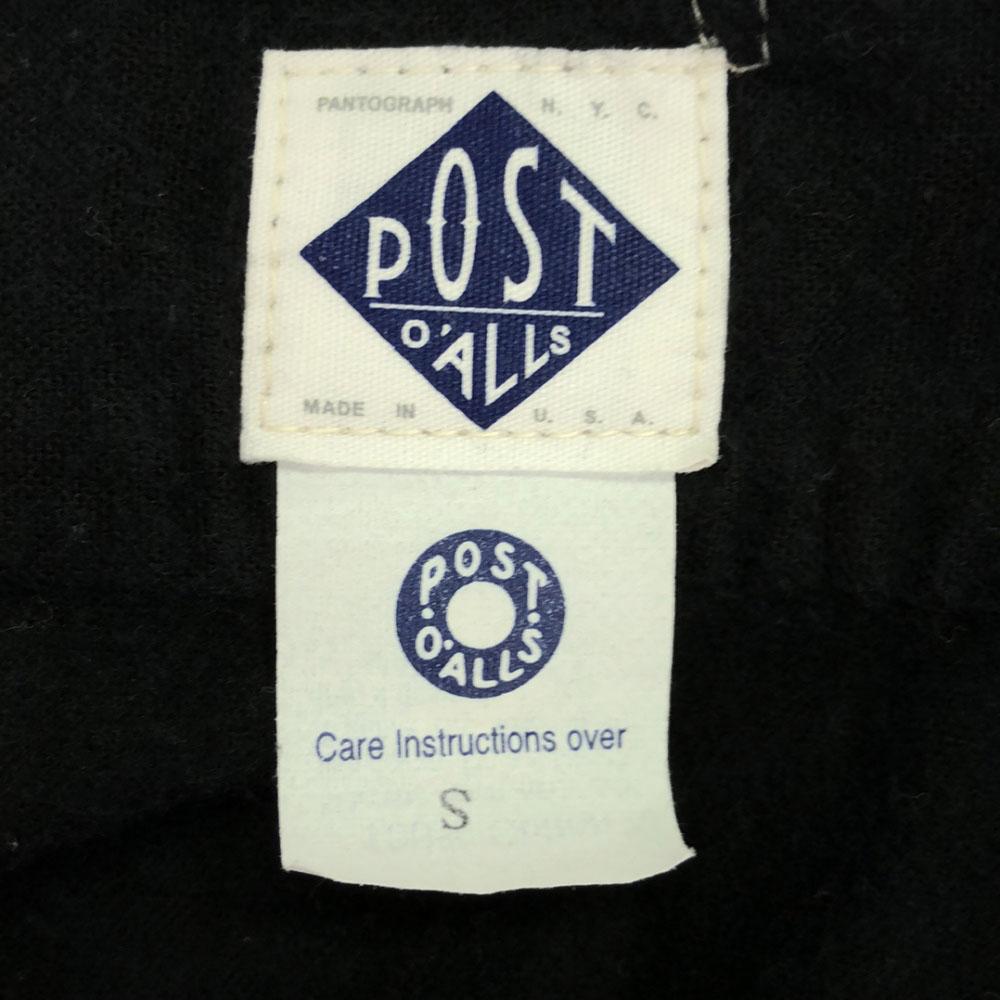 PANTOGRAPH N. Y. C.
POST
O'ALLS
MADE IN U. S. A.
POST
O'ALLS
Care Instructions over
S